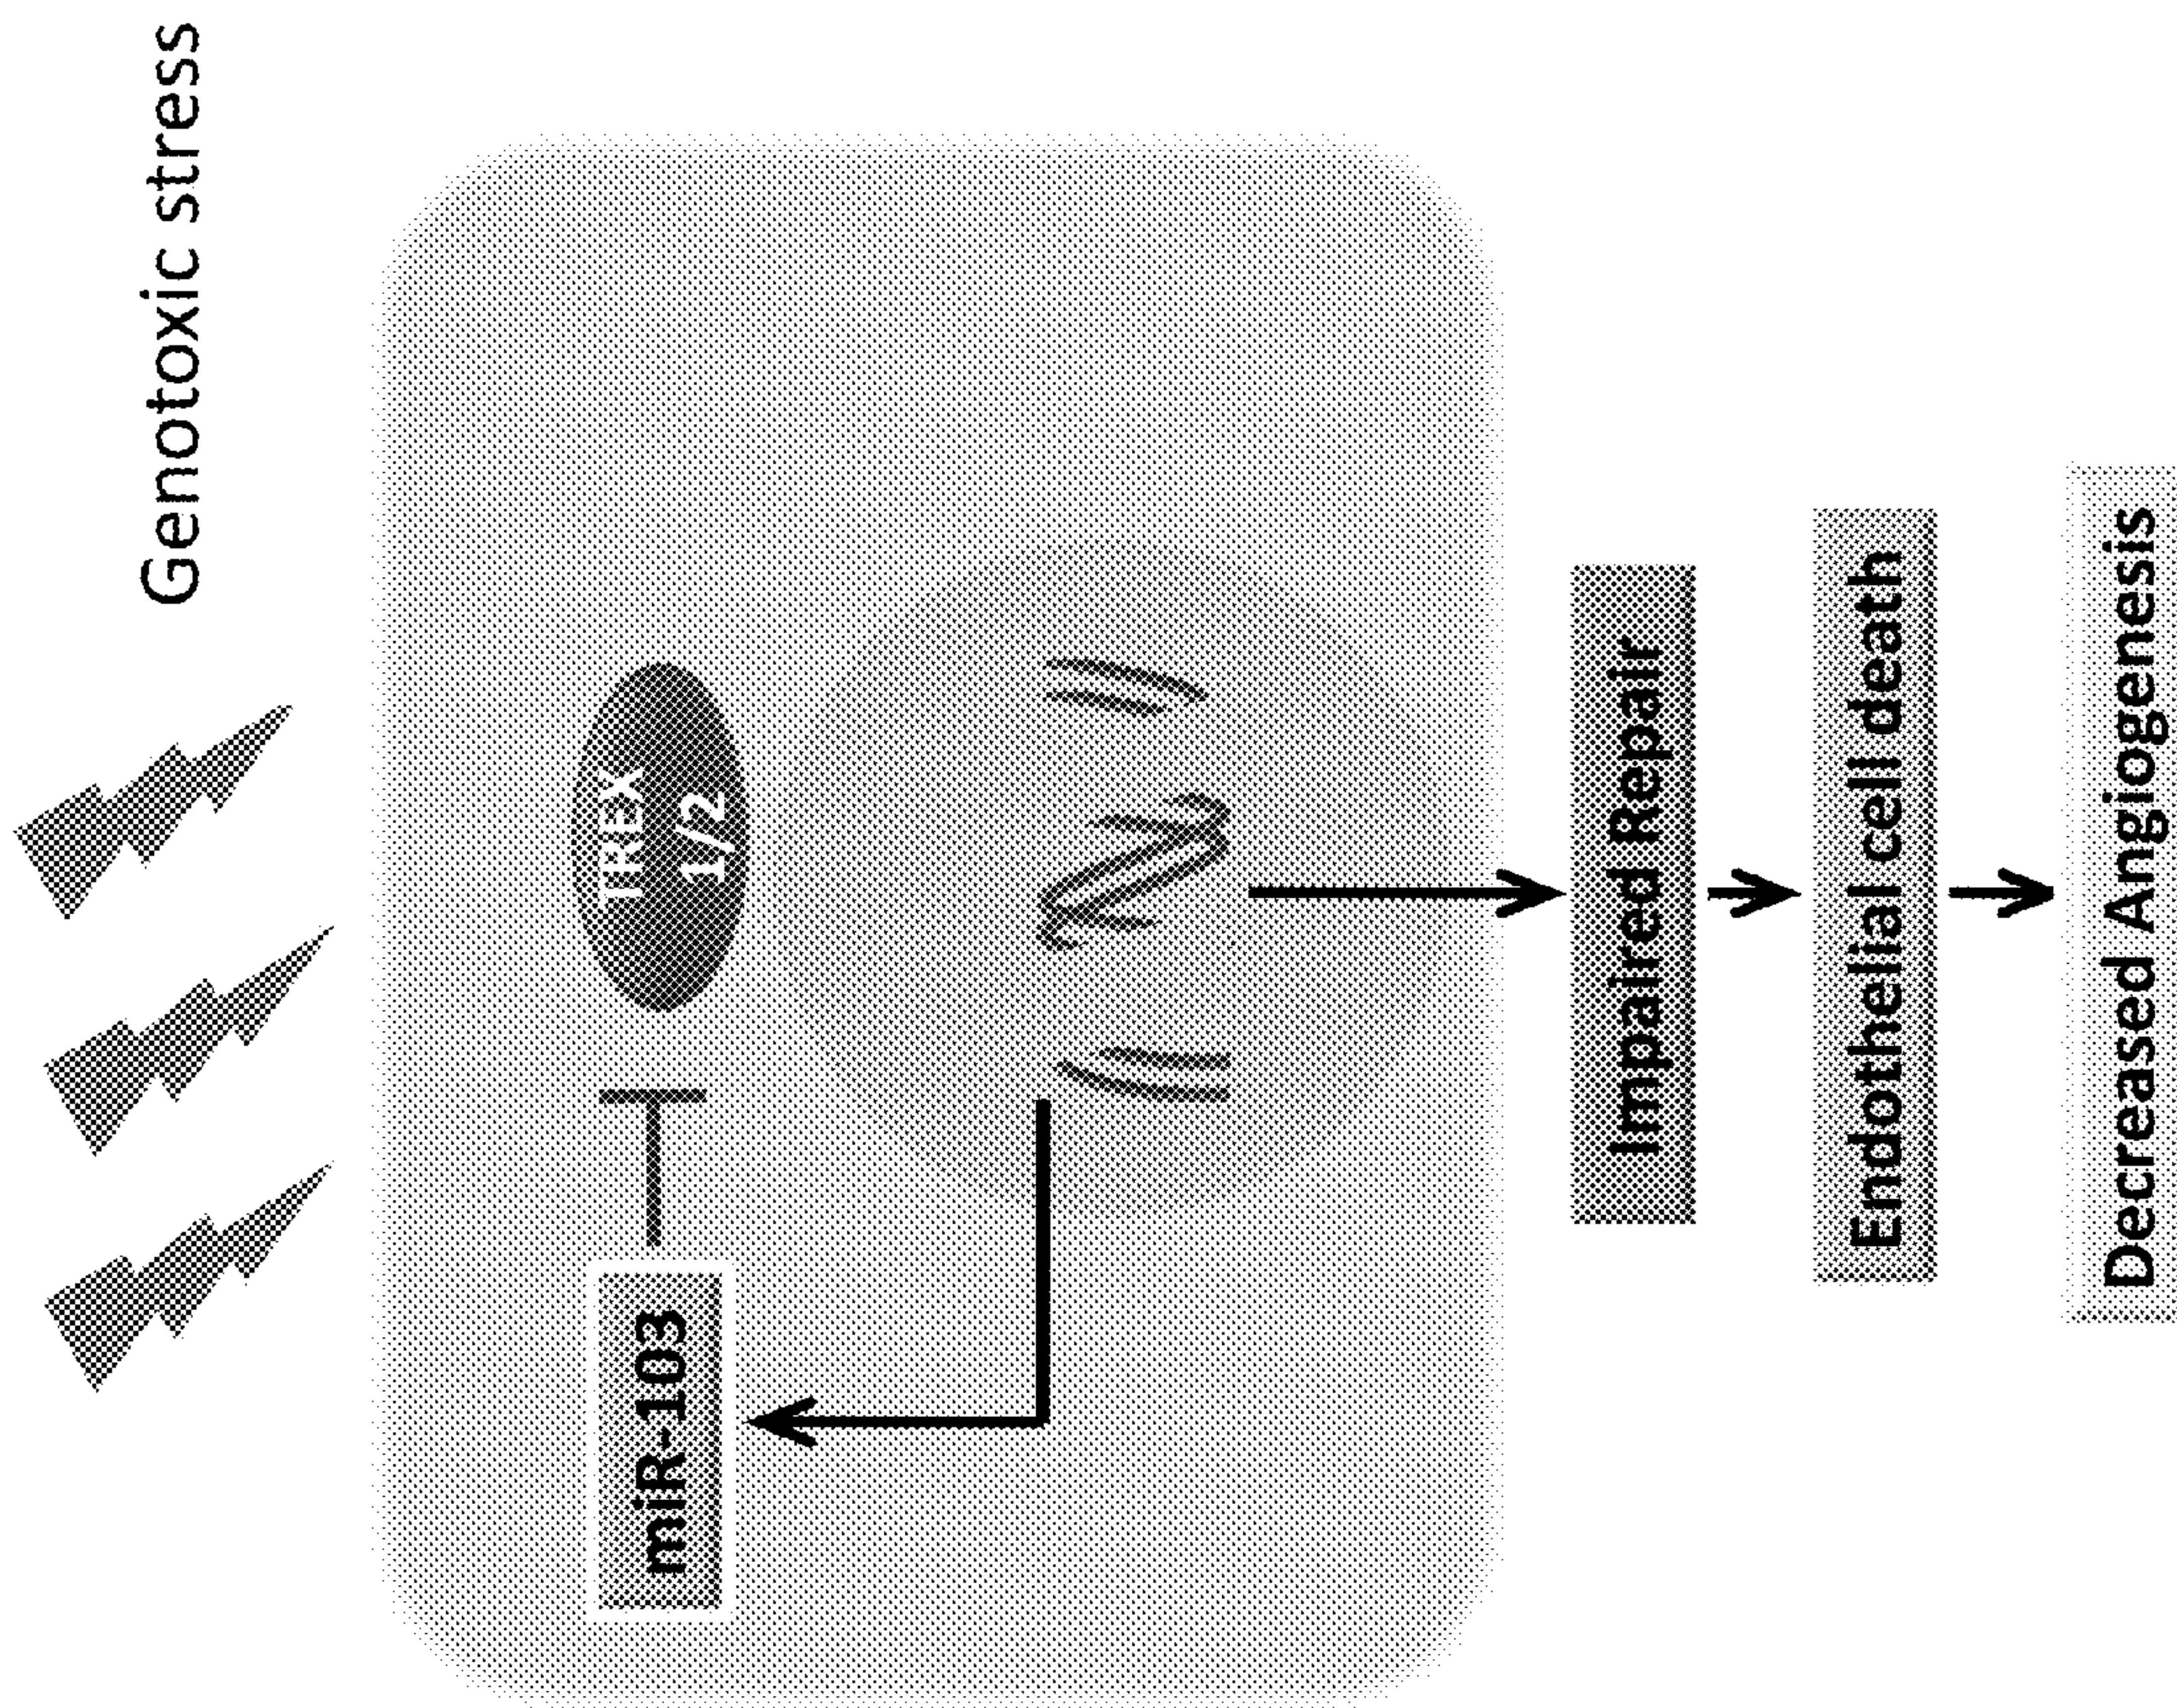 Genotoxic stress
miR-103
TREX
1/2
Impaired Repair
Endothelial cell death
Decreased Angiogenesis